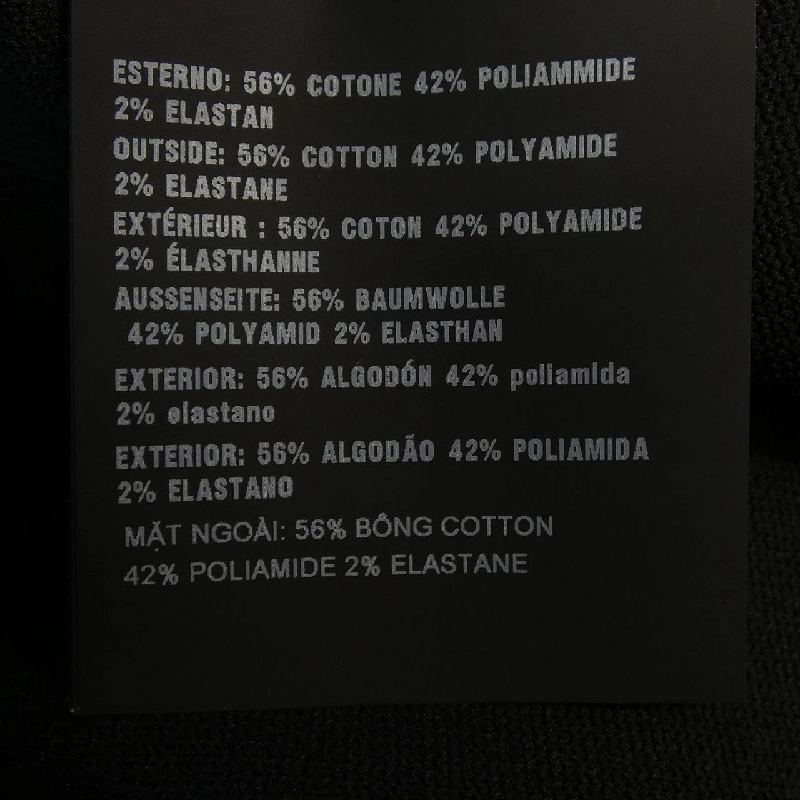 ESTERNO: 56% COTONE 42% POLIAMMIDE
2% ELASTAN
OUTSIDE: 56% COTTON 42% POLYAMIDE
2% ELASTANE
EXTÉRIEUR : 56% COTON 42% POLYAMIDE
2% ÉLASTHANNE
AUSSENSEITE: 56% BAUMWOLLE
42% POLYAMID 2% ELASTHAN
EXTERIOR: 56% ALGODÓN 42% poliamida
2% elastano
EXTERIOR: 56% ALGODÃO 42% POLIAMIDA
2% ELASTANO
MẶT NGOÀI: 56% BÔNG COTTON
42% POLIAMIDE 2% ELASTANE